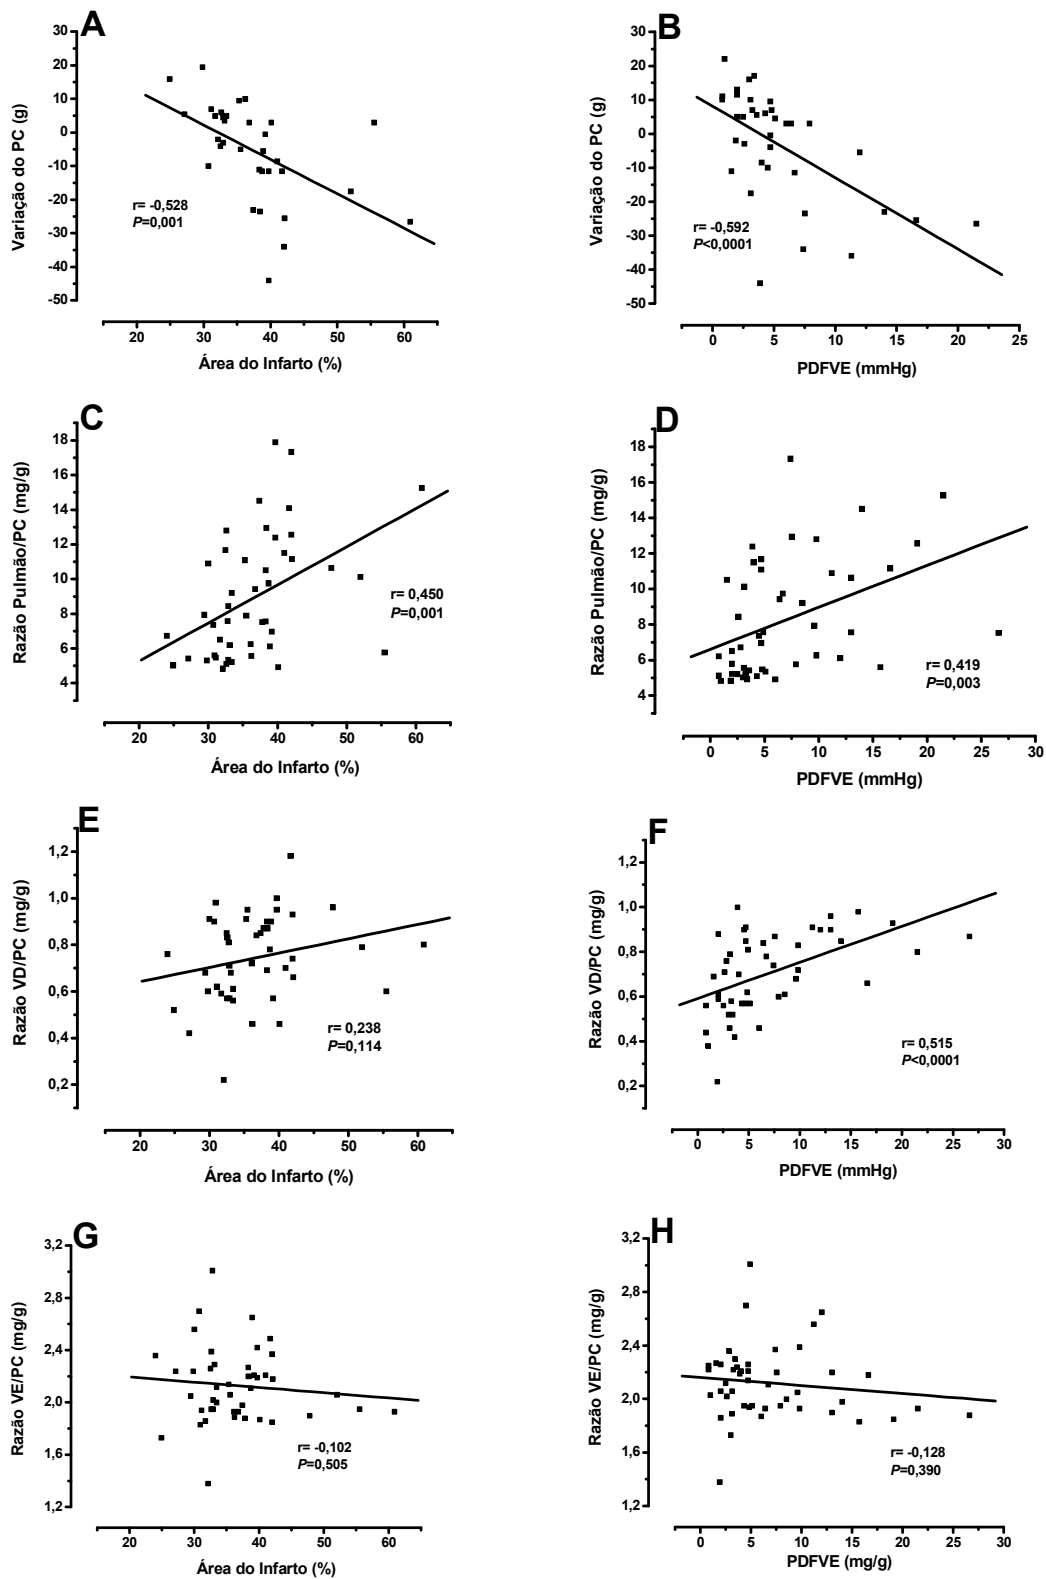 A
30
20
10
0
-10
-20
-30
-40
-50
Variação do PC (g)
r= -0,528
P=0,001
20 30 40 50 60
Área do Infarto (%)
B
30
20
10
0
-10
-20
-30
-40
-50
Variação do PC (g)
r= -0,592
P<0,0001
0 5 10 15 20 25
PDFVE (mmHg)
C
18
16
14
12
10
8
6
4
Razão Pulmão/PC (mg/g)
r= 0,450
P=0,001
20 30 40 50 60
Área do Infarto (%)
D
18
16
14
12
10
8
6
4
Razão Pulmão/PC (mg/g)
r= 0,419
P=0,003
0 5 10 15 20 25 30
PDFVE (mmHg)
E
1,2
1,0
0,8
0,6
0,4
0,2
Razão VD/PC (mg/g)
r= 0,238
P=0,114
20 30 40 50 60
Área do Infarto (%)
F
1,2
1,0
0,8
0,6
0,4
0,2
Razão VD/PC (mg/g)
r= 0,515
P<0,0001
0 5 10 15 20 25 30
PDFVE (mmHg)
G
3,2
2,8
2,4
2,0
1,6
1,2
Razão VE/PC (mg/g)
r= -0,102
P=0,505
20 30 40 50 60
Área do Infarto (%)
H
3,2
2,8
2,4
2,0
1,6
1,2
Razão VE/PC (mg/g)
r= -0,128
P=0,390
0 5 10 15 20 25 30
PDFVE (mg/g)